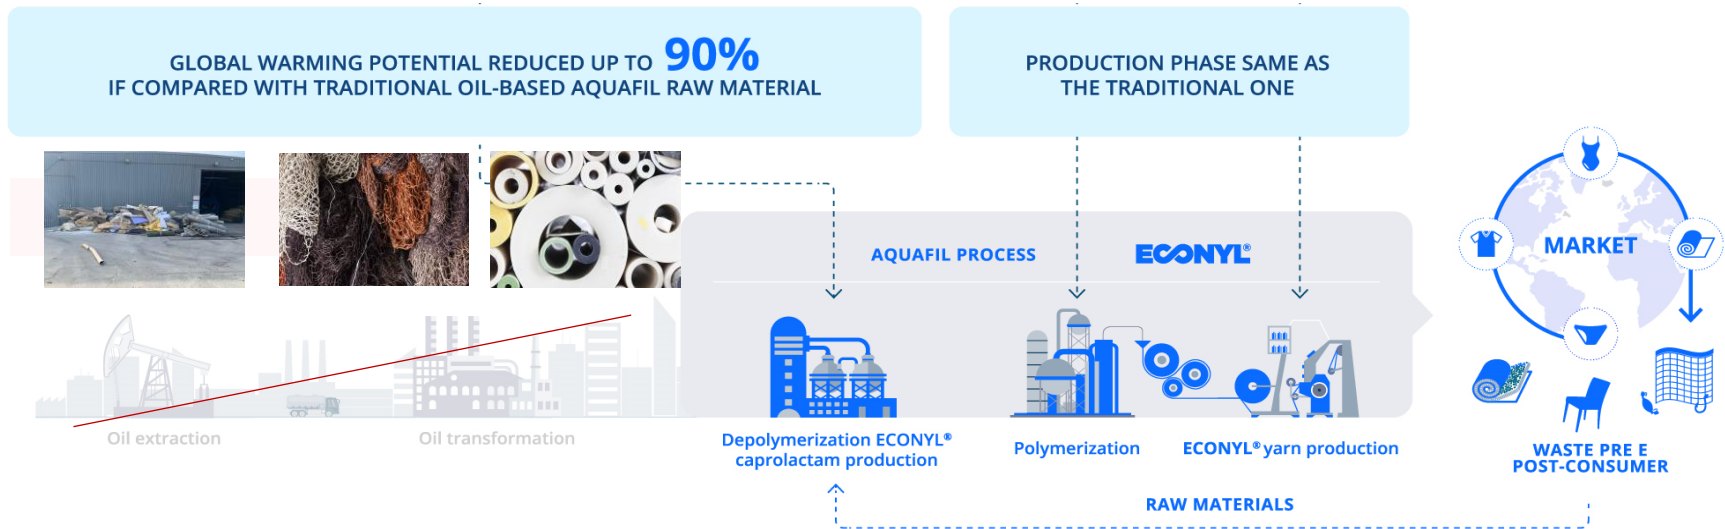 GLOBAL WARMING POTENTIAL REDUCED UP TO 90%
IF COMPARED WITH TRADITIONAL OIL-BASED AQUAFIL RAW MATERIAL
PRODUCTION PHASE SAME AS
THE TRADITIONAL ONE
AQUAFIL PROCESS
ECONYL®
MARKET
Oil extraction
Oil transformation
Depolymerization ECONYL®
caprolactam production
Polymerization
ECONYL® yarn production
WASTE PRE E
POST-CONSUMER
RAW MATERIALS